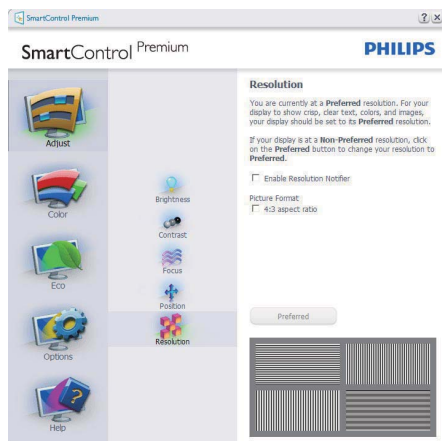 SmartControl Premium
SmartControl Premium
PHILIPS
Adjust
Color
Eco
Options
Help
Brightness
Contrast
Focus
Position
Resolution
Resolution
You are currently at a Preferred resolution. For your
display to show crisp, clear text, colors, and images,
your display should be set to its Preferred resolution.
If your display is at a Non-Preferred resolution, click
on the Preferred button to change your resolution to
Preferred.
Enable Resolution Notifier
Picture Format
4:3 aspect ratio
Preferred